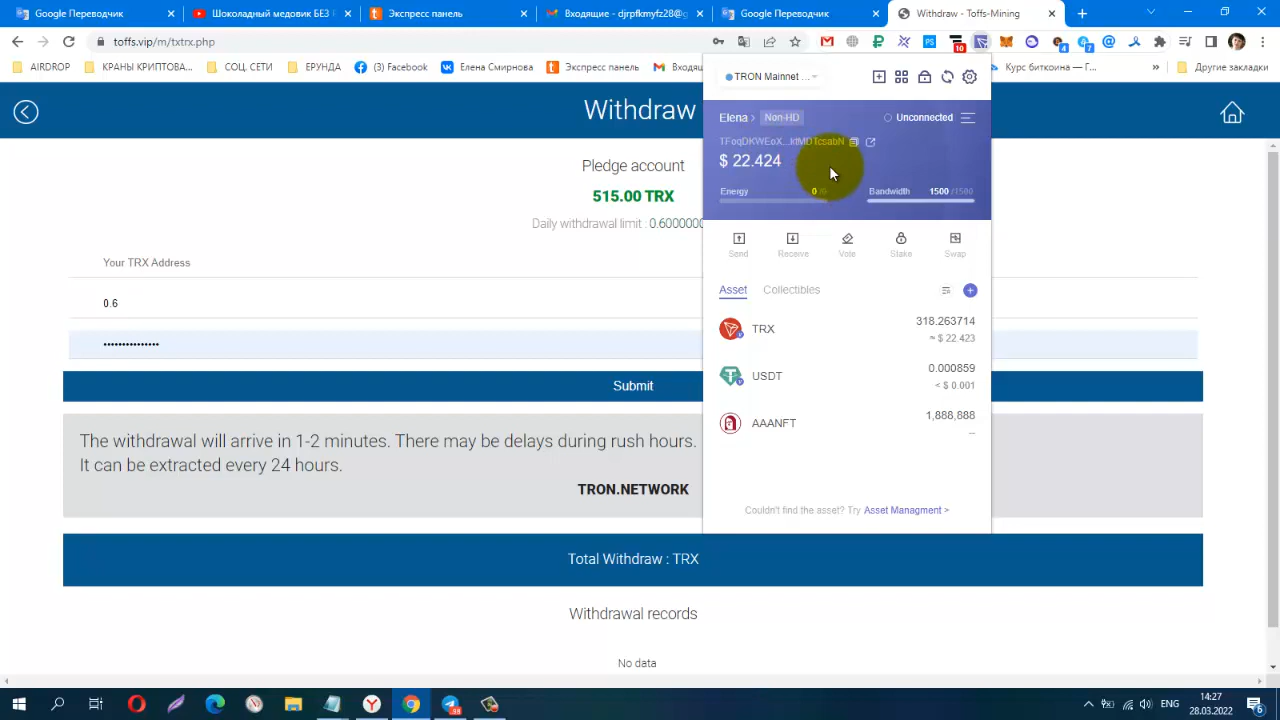 Google Переводчик
Шоколадный медовик БЕЗ
Экспресс панель
Входящие - djrpfkmyfz28@g
Google Переводчик
Withdraw - Toffs-Mining
toffs.vip/m/txtrx.php
10
4
7
AIRDROP
КРАНЫ КРИПТОВА...
СОЦ. СЕТИ
ЕРУНДА
(3) Facebook
Елена Смирнова
Экспресс панель
Входящ
Курс биткоина — Г...
»
Другие закладки
Withdraw
Pledge account
515.00 TRX
Daily withdrawal limit : 0.6000000
Your TRX Address
0.6
•••••••••••••••
Submit
The withdrawal will arrive in 1-2 minutes. There may be delays during rush hours.
It can be extracted every 24 hours.
TRON.NETWORK
Total Withdraw : TRX
Withdrawal records
No data
TRON Mainnet ...
Elena >
Non-HD
Unconnected
$ 22.424
Energy
Bandwidth
1500 /1500
Send
Receive
Vote
Stake
Swap
Asset
Collectibles
TRX
318.263714
≈ $ 22.423
USDT
0.000859
< $ 0.001
AAANFT
1,888,888
--
Couldn't find the asset? Try Asset Managment >
ENG
14:27
28.03.2022